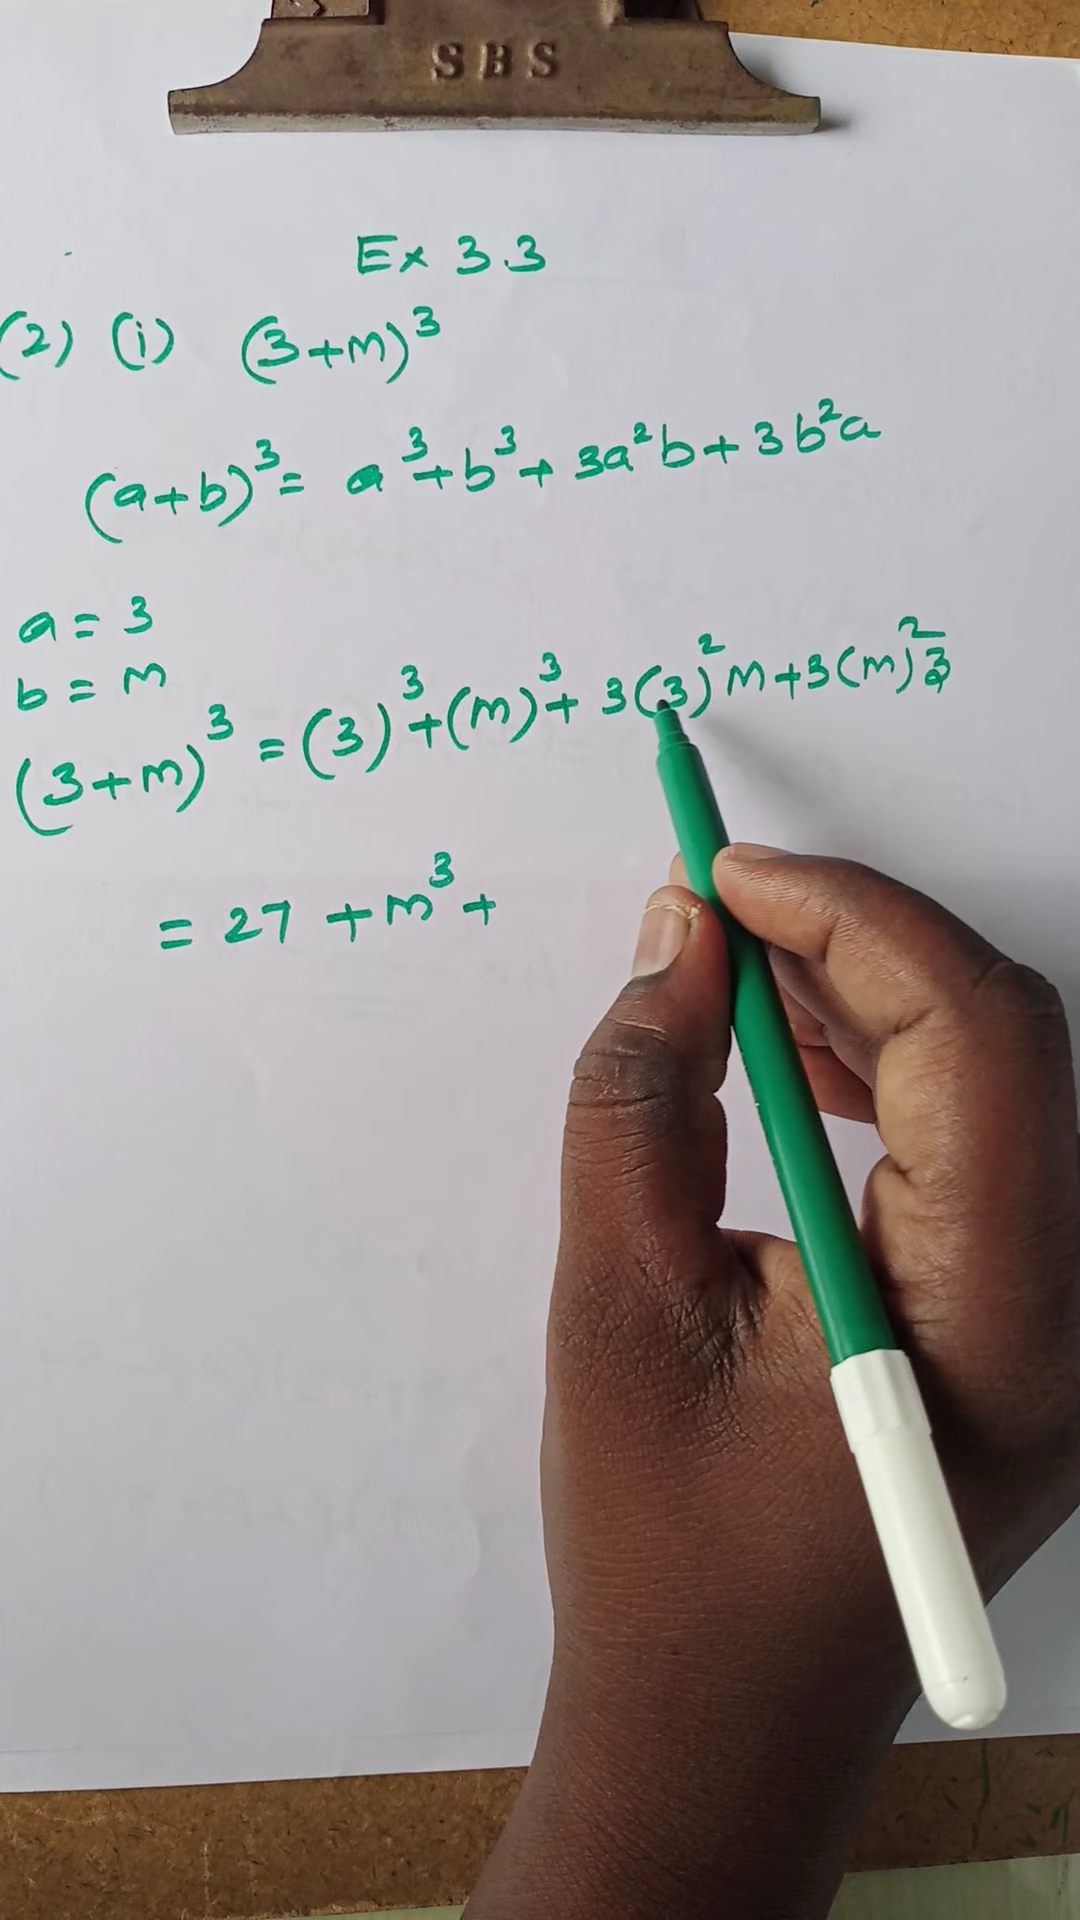 SBS
Ex 3.3
(2) (i) (3+m)³
(a+b)³= a³+b³+ 3a²b+3b²a
a = 3
b = m
(3+m)³ = (3)³+(m)³+ 3(3)²m+3(m)²3
= 27 +m³+